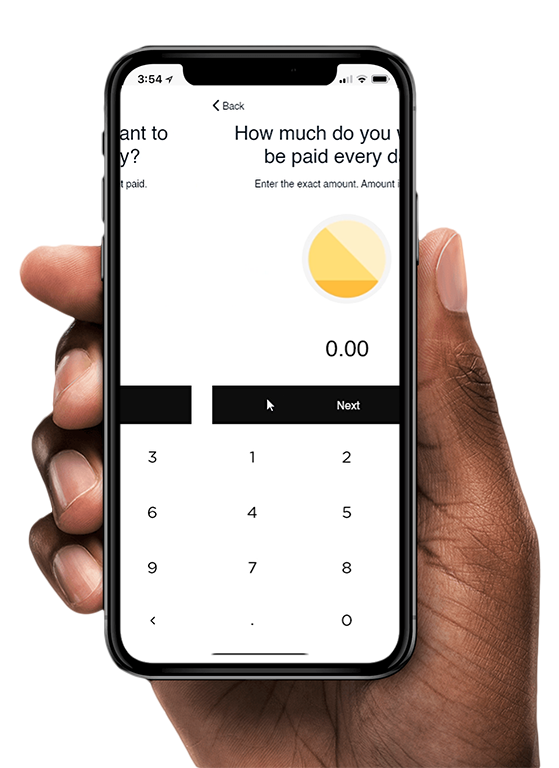 3:54
ant to
y?
t paid.
Back
How much do you
be paid every
Enter the exact amount. Amount
0.00
Next
3
1
2
6
4
5
9
7
8
.
0